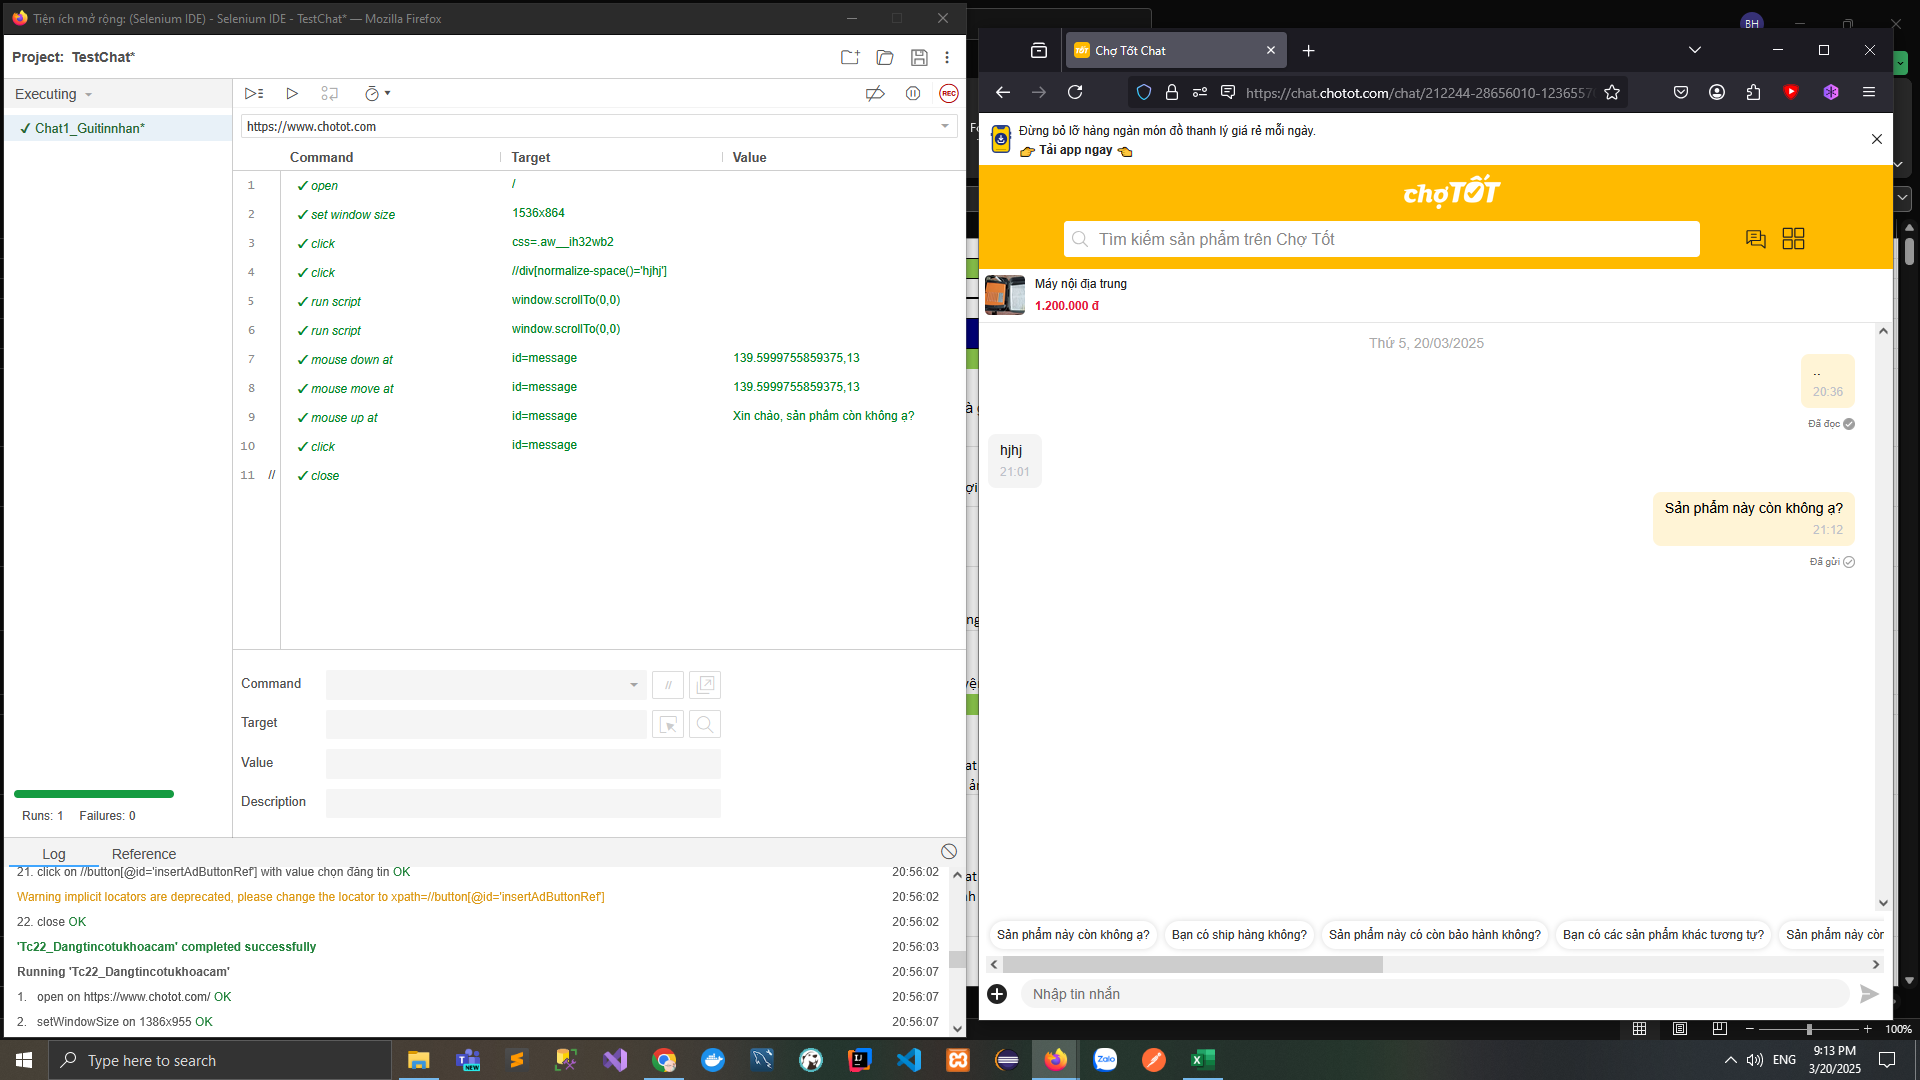 Tiện ích mở rộng: (Selenium IDE) - Selenium IDE - TestChat* — Mozilla Firefox
Project: TestChat*
Executing
✓ Chat1_Guitinnhan*
REC
https://www.chotot.com
Command Target Value
1 ✓ open /
2 ✓ set window size 1536x864
3 ✓ click css=.aw__ih32wb2
4 ✓ click //div[normalize-space()='hjhj']
5 ✓ run script window.scrollTo(0,0)
6 ✓ run script window.scrollTo(0,0)
7 ✓ mouse down at id=message 139.5999755859375,13
8 ✓ mouse move at id=message 139.5999755859375,13
9 ✓ mouse up at id=message Xin chảo, sản phẩm còn không ạ?
10 ✓ click id=message
11 // ✓ close
Command
//
Target
Value
Description
Runs: 1 Failures: 0
Log Reference
21. click on //button[@id='insertAdButtonRef'] with value chọn đăng tin OK 20:56:02
Warning implicit locators are deprecated, please change the locator to xpath=//button[@id='insertAdButtonRef'] 20:56:02
22. close OK 20:56:02
'Tc22_Dangtincotukhoacam' completed successfully 20:56:03
Running 'Tc22_Dangtincotukhoacam' 20:56:07
1. open on https://www.chotot.com/ OK 20:56:07
2. setWindowSize on 1386x955 OK 20:56:07
BH
Chợ Tốt Chat
https://chat.chotot.com/chat/212244-28656010-1236557
Đừng bỏ lỡ hàng ngàn món đồ thanh lý giá rẻ mỗi ngày.
👉 Tải app ngay 👈
chợTỐT
Tìm kiếm sản phẩm trên Chợ Tốt
Máy nội địa trung
1.200.000 đ
Thứ 5, 20/03/2025
..
20:36
Đã đọc
hjhj
21:01
Sản phẩm này còn không ạ?
21:12
Đã gửi
Sản phẩm này còn không ạ? Bạn có ship hàng không? Sản phẩm này có còn bảo hành không? Bạn có các sản phẩm khác tương tự? Sản phẩm này còn
Nhập tin nhắn
100%
Type here to search
NEW
Zalo
ENG
9:13 PM
3/20/2025